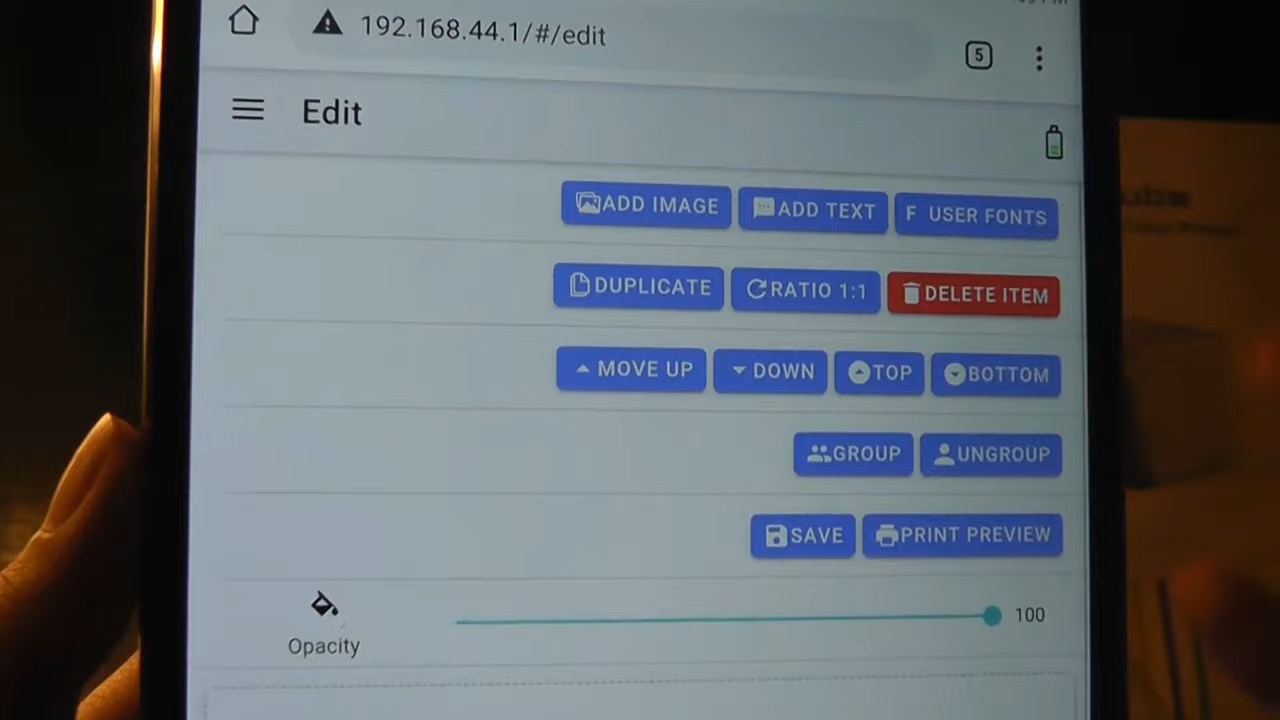 192.168.44.1/#/edit
5
Edit
ADD IMAGE ADD TEXT F USER FONTS
DUPLICATE RATIO 1:1 DELETE ITEM
MOVE UP DOWN TOP BOTTOM
GROUP UNGROUP
SAVE PRINT PREVIEW
Opacity 100